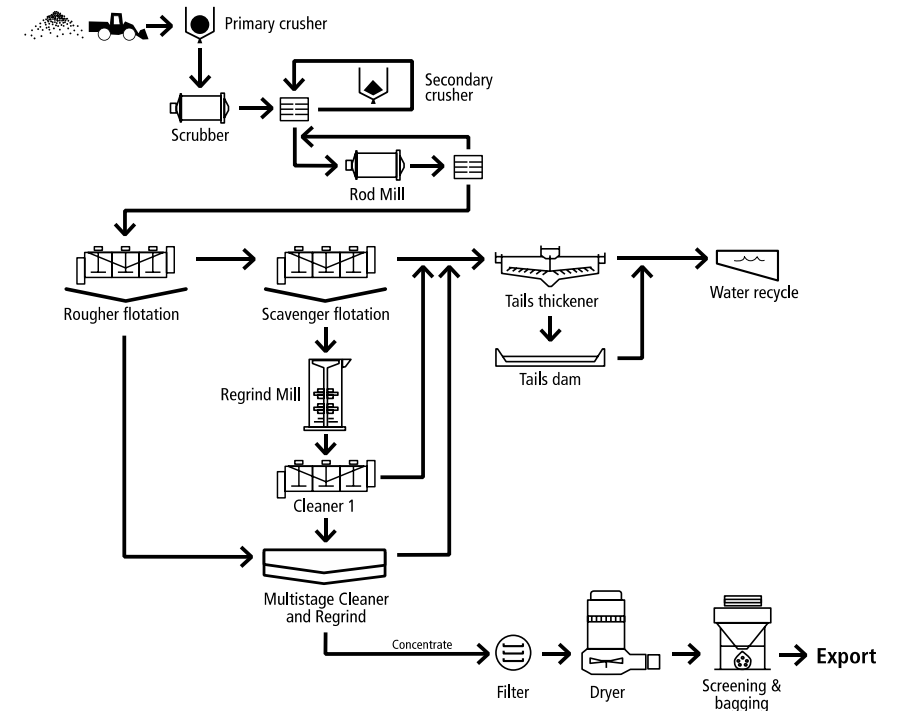 Primary crusher
Secondary
crusher
Scrubber
Rod Mill
Rougher flotation
Scavenger flotation
Tails thickener
Water recycle
Tails dam
Regrind Mill
Cleaner 1
Multistage Cleaner
and Regrind
Concentrate
Filter
Dryer
Screening &
bagging
Export